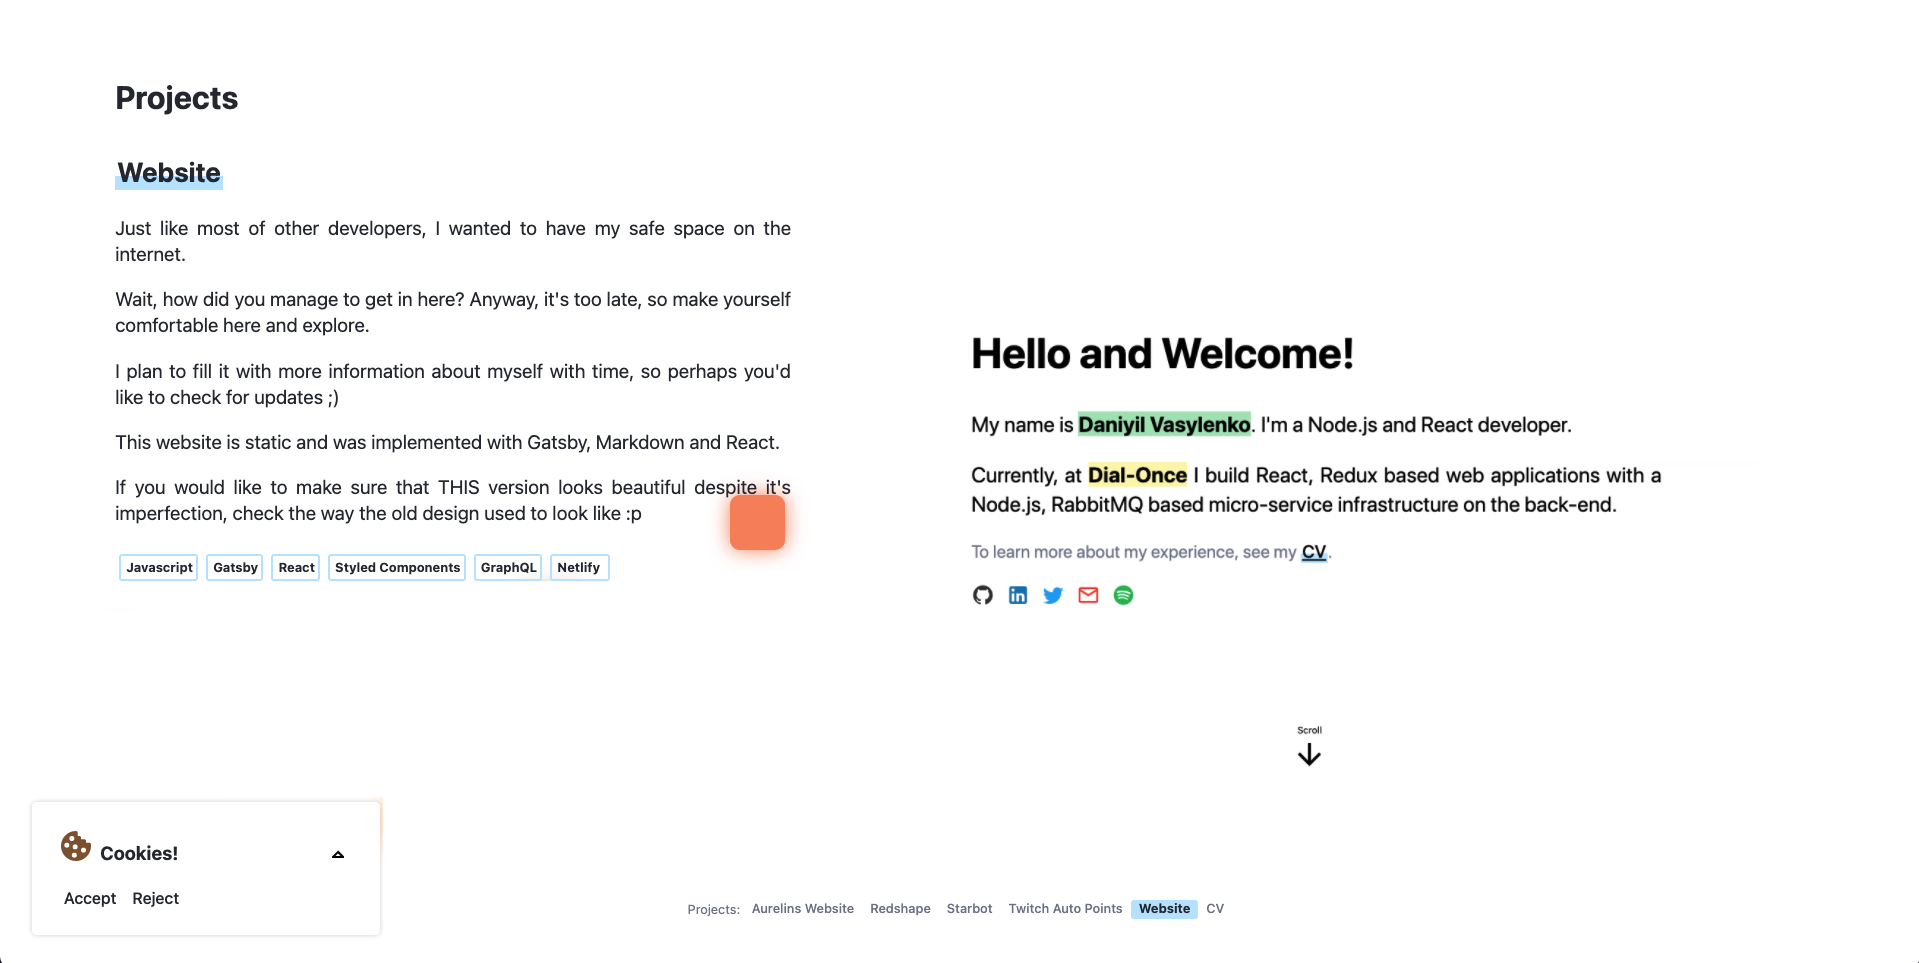 Projects
Website
Just like most of other developers, I wanted to have my safe space on the
internet.
Wait, how did you manage to get in here? Anyway, it's too late, so make yourself
comfortable here and explore.
I plan to fill it with more information about myself with time, so perhaps you'd
like to check for updates ;)
This website is static and was implemented with Gatsby, Markdown and React.
If you would like to make sure that THIS version looks beautiful despite it's
imperfection, check the way the old design used to look like :p
Javascript Gatsby React Styled Components GraphQL Netlify
Hello and Welcome!
My name is Daniyil Vasylenko. I'm a Node.js and React developer.
Currently, at Dial-Once I build React, Redux based web applications with a
Node.js, RabbitMQ based micro-service infrastructure on the back-end.
To learn more about my experience, see my CV.
Scroll
Cookies!
Accept Reject
Projects: Aurelins Website Redshape Starbot Twitch Auto Points Website CV